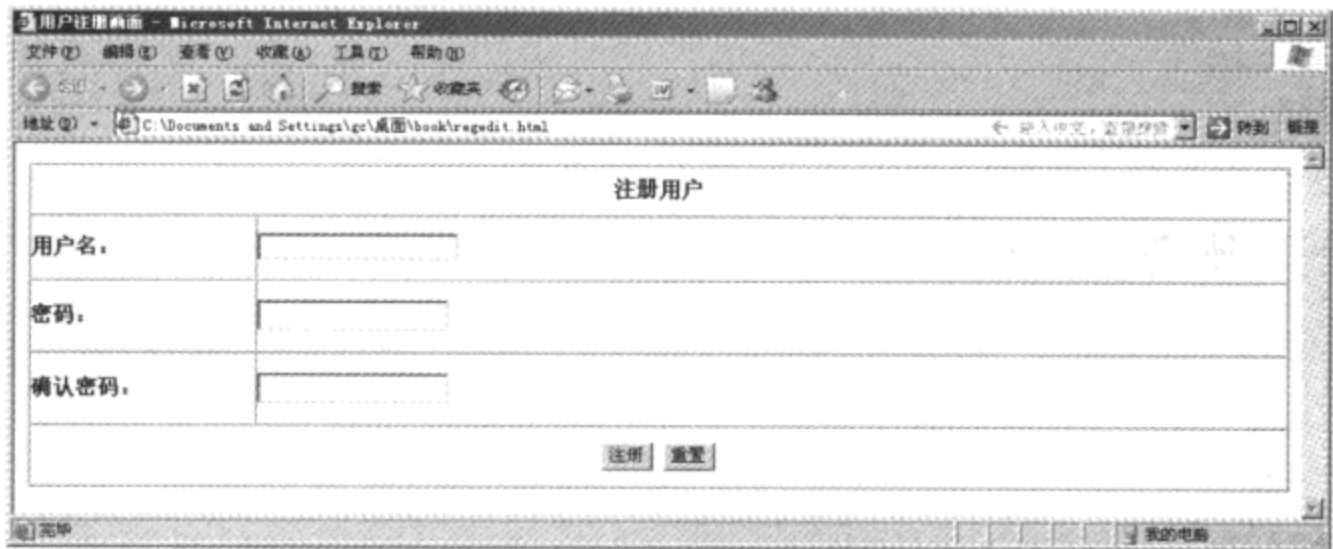 用户注册画面 - Microsoft Internet Explorer
文件(F) 编辑(E) 查看(V) 收藏(A) 工具(T) 帮助(H)
搜索 收藏夹
地址(D) C:\Documents and Settings\gc\桌面\book\regedit.html 转到 链接
注册用户
用户名:
密码:
确认密码:
注册 重置
完毕 我的电脑